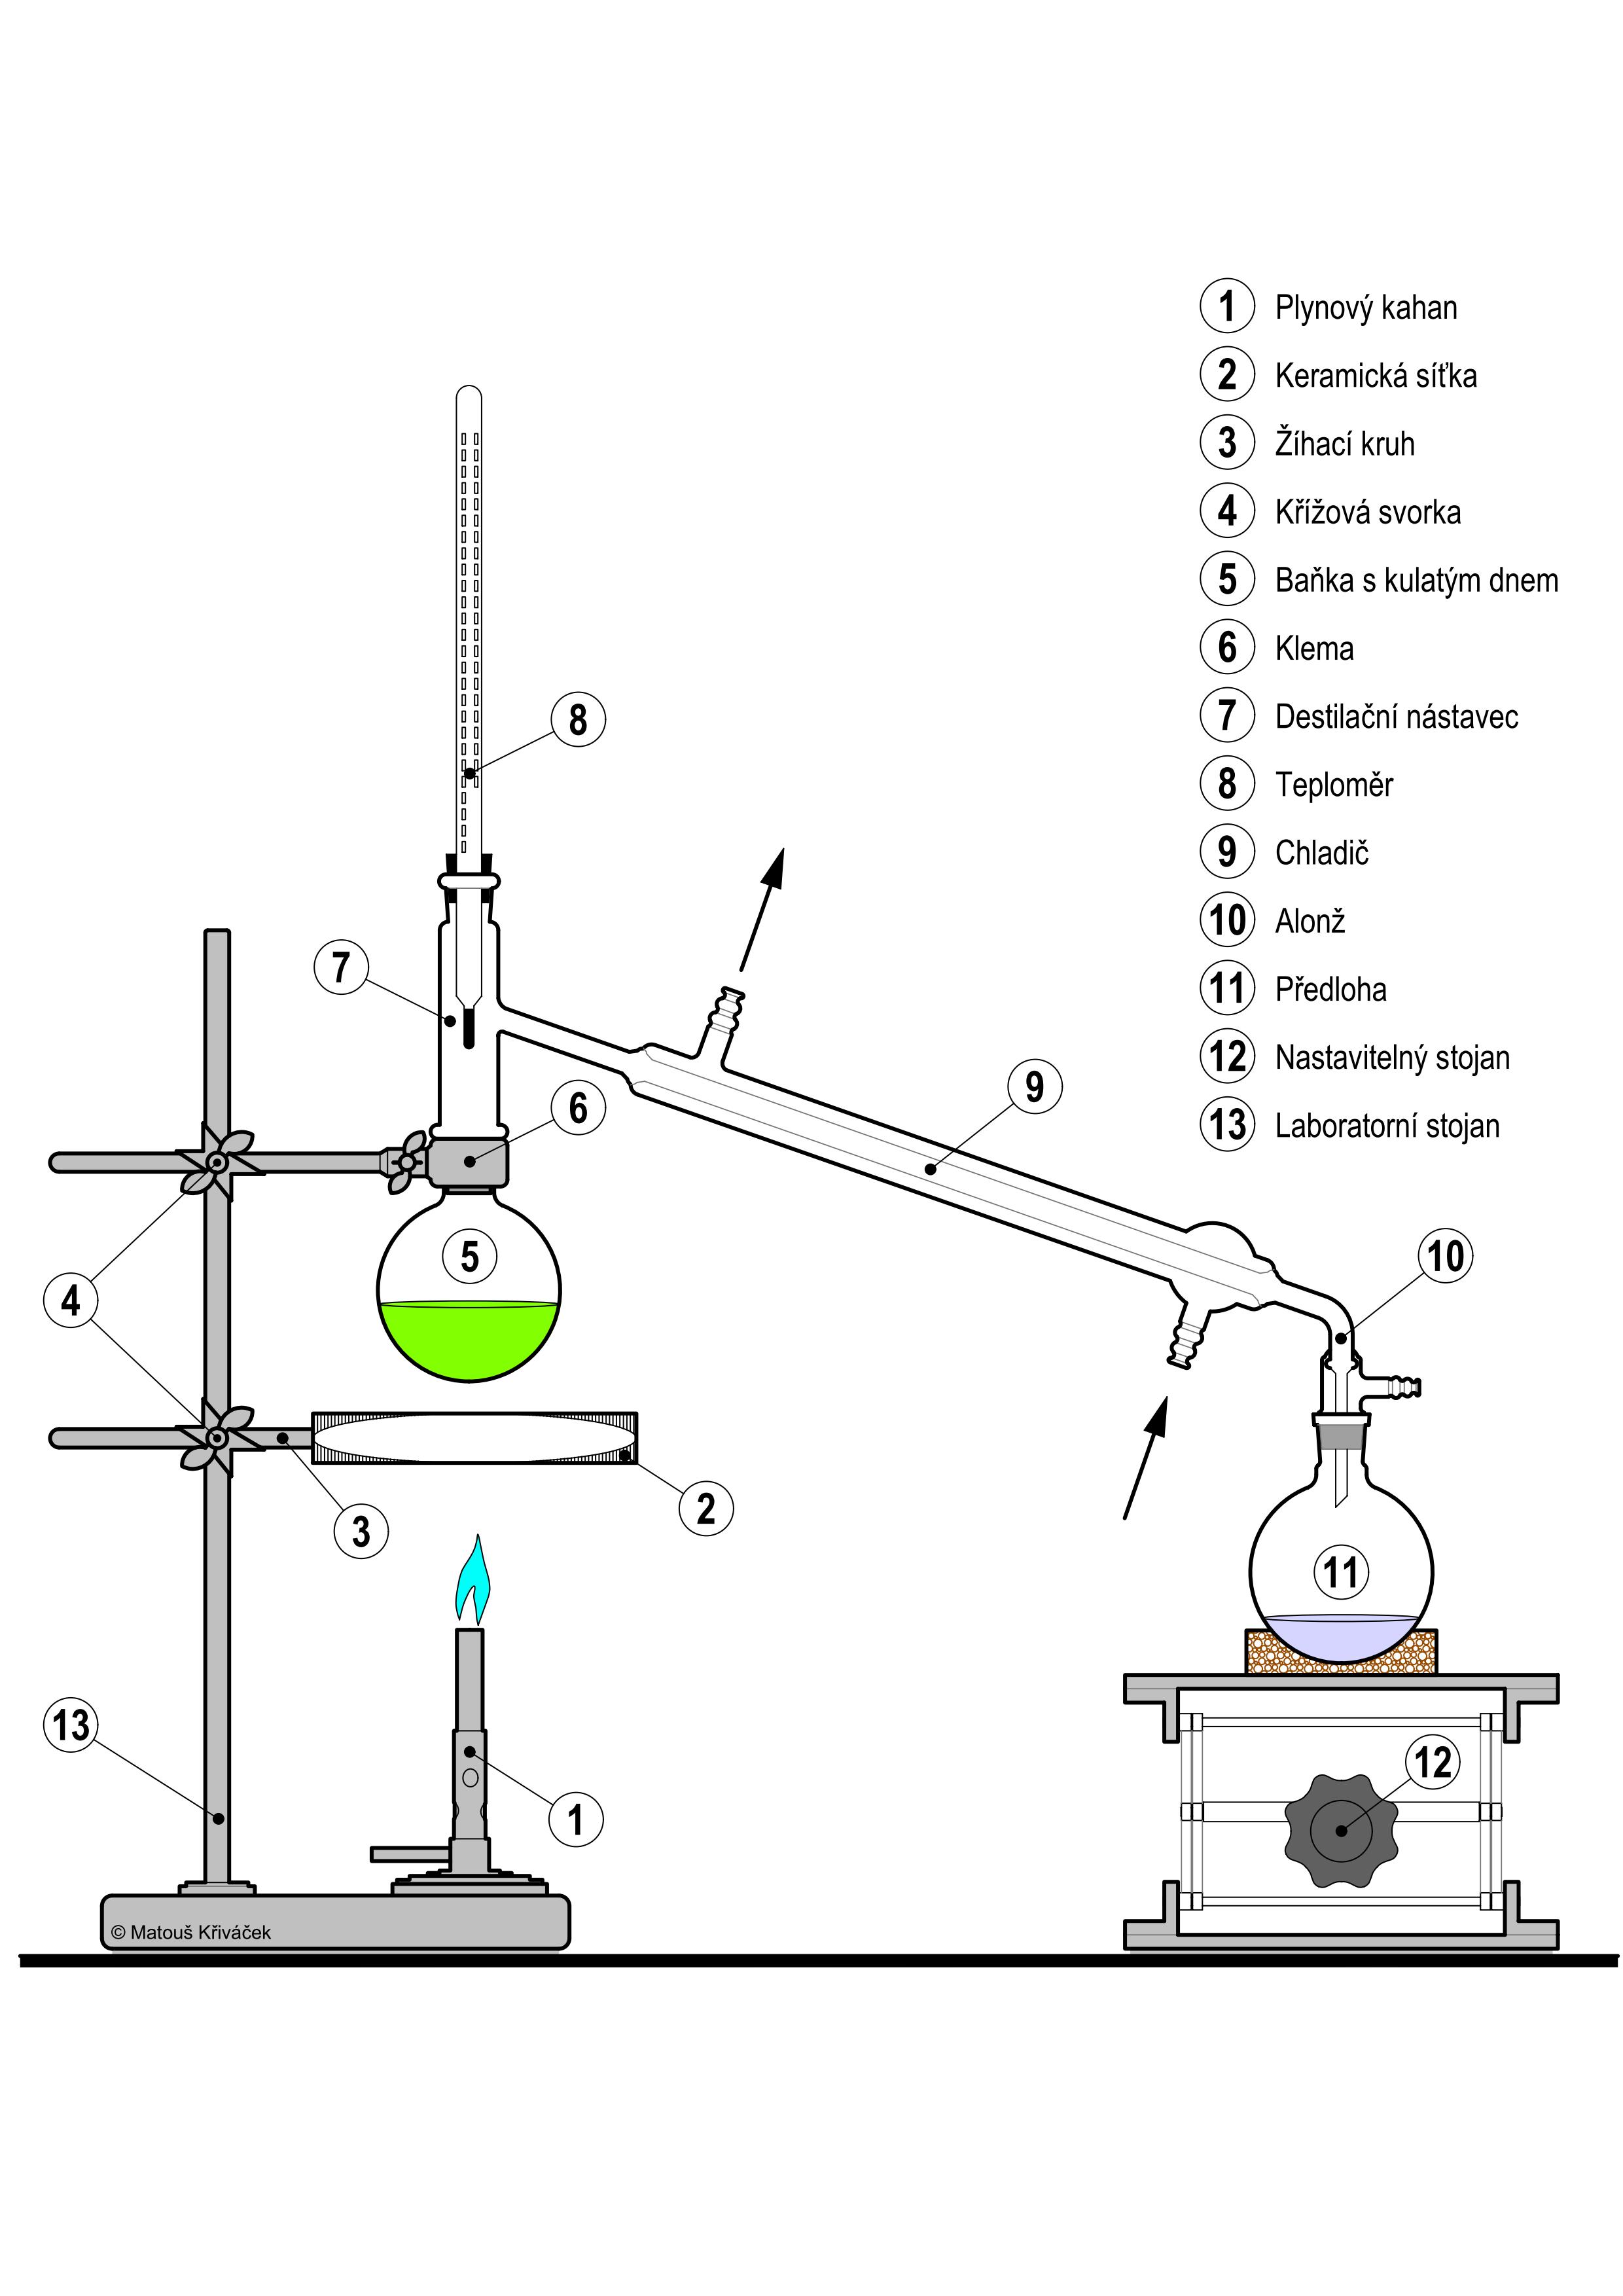 1 Plynový kahan
2 Keramická síťka
3 Žíhací kruh
4 Křížová svorka
5 Baňka s kulatým dnem
6 Klema
7 Destilační nástavec
8 Teploměr
9 Chladič
10 Alonž
11 Předloha
12 Nastavitelný stojan
13 Laboratorní stojan
8
7
9
6
5
10
4
2
3
11
13
12
1
© Matouš Křiváček